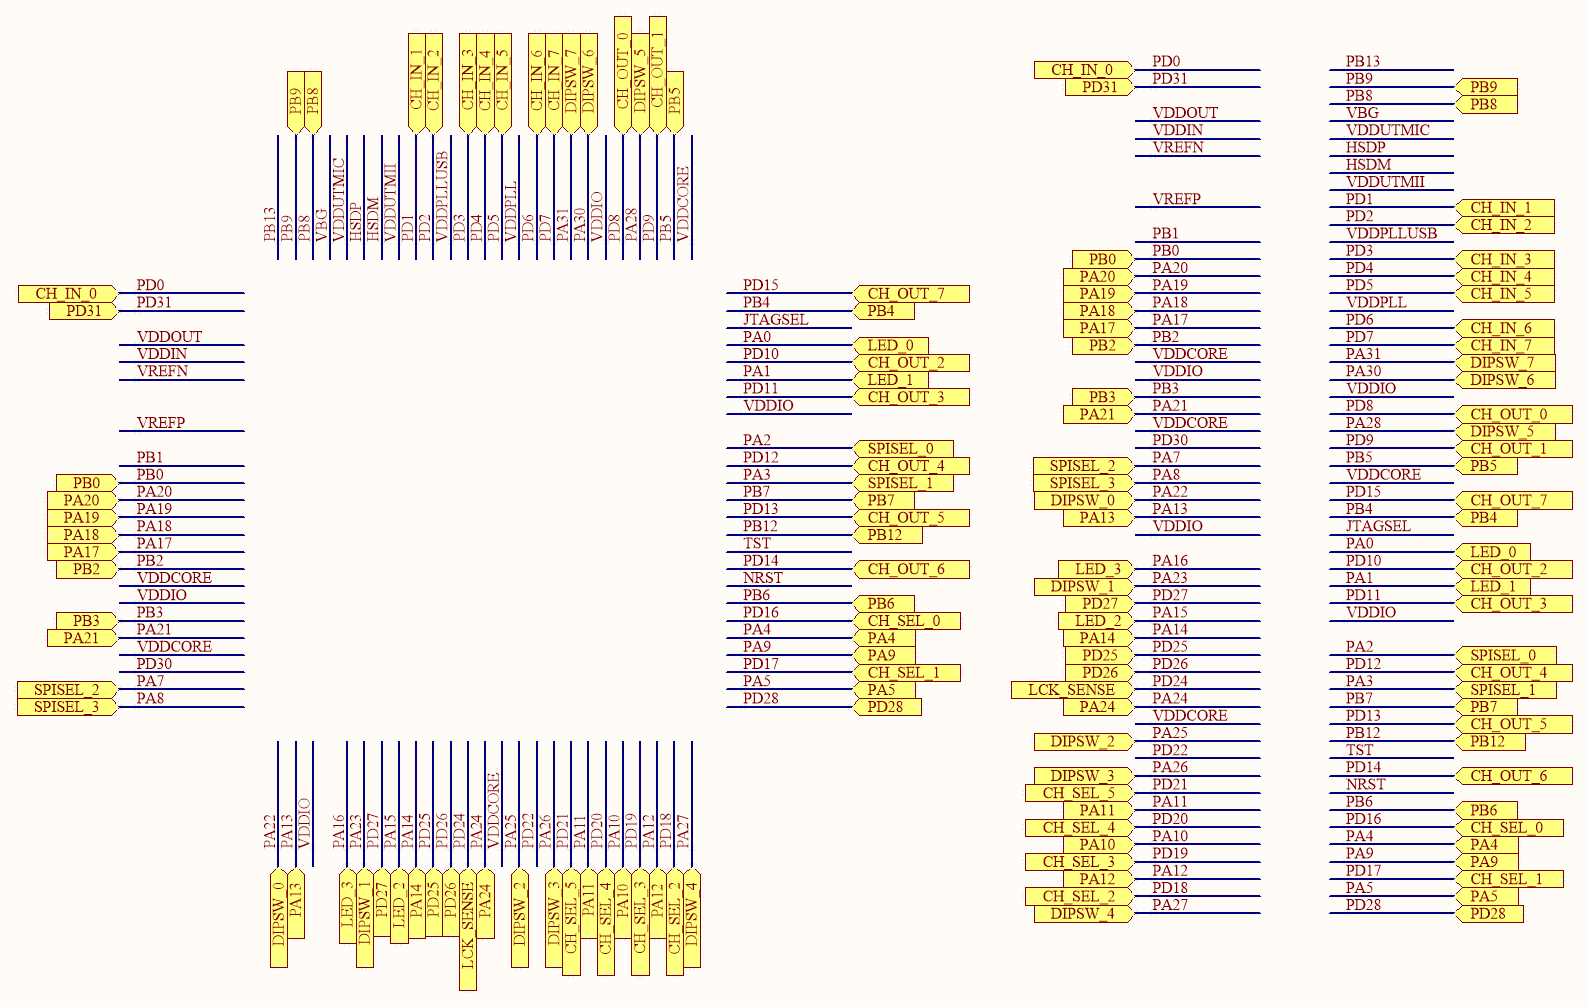 CH_IN_1
CH_IN_2
CH_IN_3
CH_IN_4
CH_IN_5
CH_IN_6
CH_IN_7
DIPSW_7
DIPSW_6
CH_OUT_0
DIPSW_5
CH_OUT_1
PB9
PB8
PB5
PB13
PB9
PB8
VBG
VDDUTMIC
HSDP
HSDM
VDDUTMII
PD1
PD2
VDDPLLUSB
PD3
PD4
PD5
VDDPLL
PD6
PD7
PA31
PA30
VDDIO
PD8
PA28
PD9
PB5
VDDCORE
CH_IN_0 PD0
PD31 PD31
VDDOUT
VDDIN
VREFN
VREFP
PB1
PB0 PB0
PA20 PA20
PA19 PA19
PA18 PA18
PA17 PA17
PB2 PB2
VDDCORE
VDDIO
PB3 PB3
PA21 PA21
VDDCORE
PD30
SPISEL_2 PA7
SPISEL_3 PA8
PD15 CH_OUT_7
PB4 PB4
JTAGSEL
PA0 LED_0
PD10 CH_OUT_2
PA1 LED_1
PD11 CH_OUT_3
VDDIO
PA2 SPISEL_0
PD12 CH_OUT_4
PA3 SPISEL_1
PB7 PB7
PD13 CH_OUT_5
PB12 PB12
TST
PD14 CH_OUT_6
NRST
PB6 PB6
PD16 CH_SEL_0
PA4 PA4
PA9 PA9
PD17 CH_SEL_1
PA5 PA5
PD28 PD28
PA22
PA13
VDDIO
PA16
PA23
PD27
PA15
PA14
PD25
PD26
PD24
PA24
VDDCORE
PA25
PD22
PA26
PD21
PA11
PD20
PA10
PD19
PA12
PD18
PA27
DIPSW_0
PA13
LED_3
DIPSW_1
PD27
LED_2
PA14
PD25
PD26
LCK_SENSE
PA24
DIPSW_2
DIPSW_3
CH_SEL_5
PA11
CH_SEL_4
PA10
CH_SEL_3
PA12
CH_SEL_2
DIPSW_4
CH_IN_0 PD0
PD31 PD31
VDDOUT
VDDIN
VREFN
VREFP
PB1
PB0 PB0
PA20 PA20
PA19 PA19
PA18 PA18
PA17 PA17
PB2 PB2
VDDCORE
VDDIO
PB3 PB3
PA21 PA21
VDDCORE
PD30
SPISEL_2 PA7
SPISEL_3 PA8
DIPSW_0 PA22
PA13 PA13
VDDIO
LED_3 PA16
DIPSW_1 PA23
PD27 PD27
LED_2 PA15
PA14 PA14
PD25 PD25
PD26 PD26
LCK_SENSE PD24
PA24 PA24
VDDCORE
DIPSW_2 PA25
PD22
DIPSW_3 PA26
CH_SEL_5 PD21
PA11 PA11
CH_SEL_4 PD20
PA10 PA10
CH_SEL_3 PD19
PA12 PA12
CH_SEL_2 PD18
DIPSW_4 PA27
PB13
PB9 PB9
PB8 PB8
VBG
VDDUTMIC
HSDP
HSDM
VDDUTMII
PD1 CH_IN_1
PD2 CH_IN_2
VDDPLLUSB
PD3 CH_IN_3
PD4 CH_IN_4
PD5 CH_IN_5
VDDPLL
PD6 CH_IN_6
PD7 CH_IN_7
PA31 DIPSW_7
PA30 DIPSW_6
VDDIO
PD8 CH_OUT_0
PA28 DIPSW_5
PD9 CH_OUT_1
PB5 PB5
VDDCORE
PD15 CH_OUT_7
PB4 PB4
JTAGSEL
PA0 LED_0
PD10 CH_OUT_2
PA1 LED_1
PD11 CH_OUT_3
VDDIO
PA2 SPISEL_0
PD12 CH_OUT_4
PA3 SPISEL_1
PB7 PB7
PD13 CH_OUT_5
PB12 PB12
TST
PD14 CH_OUT_6
NRST
PB6 PB6
PD16 CH_SEL_0
PA4 PA4
PA9 PA9
PD17 CH_SEL_1
PA5 PA5
PD28 PD28